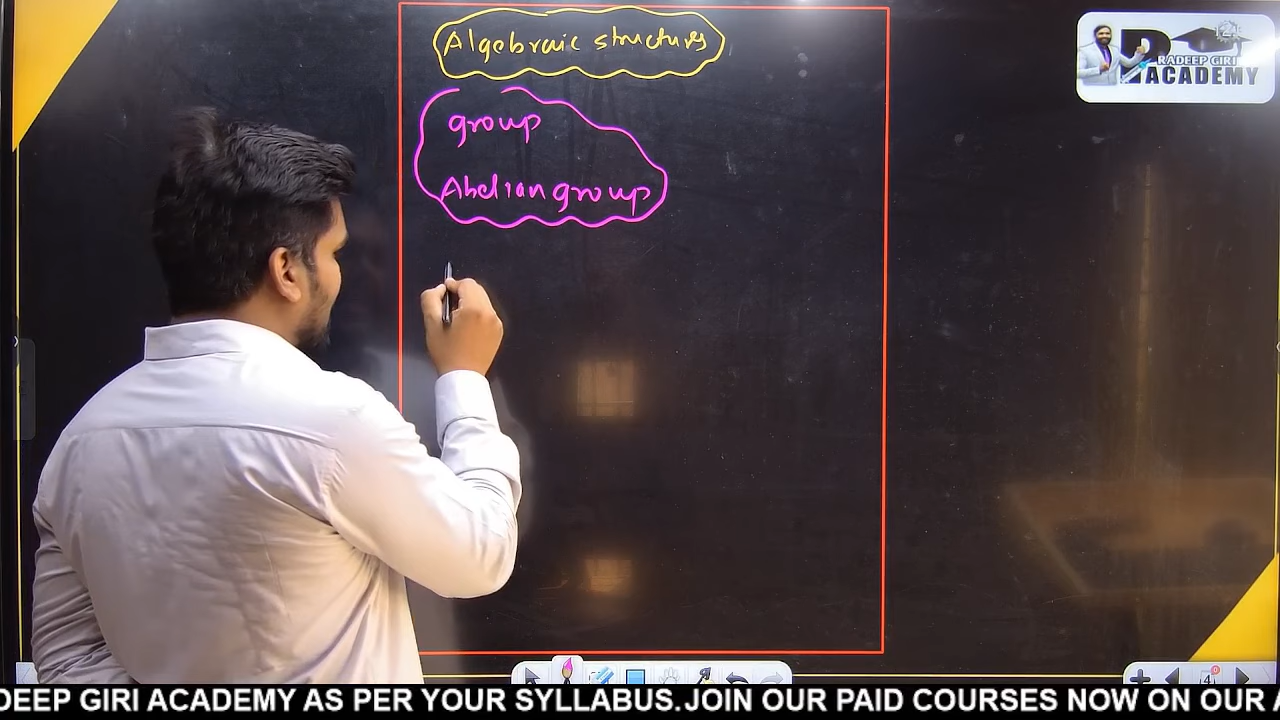 Algebraic structures
group
Abelian group
PRADEEP GIRI
ACADEMY
DEEP GIRI ACADEMY AS PER YOUR SYLLABUS.JOIN OUR PAID COURSES NOW ON OUR A